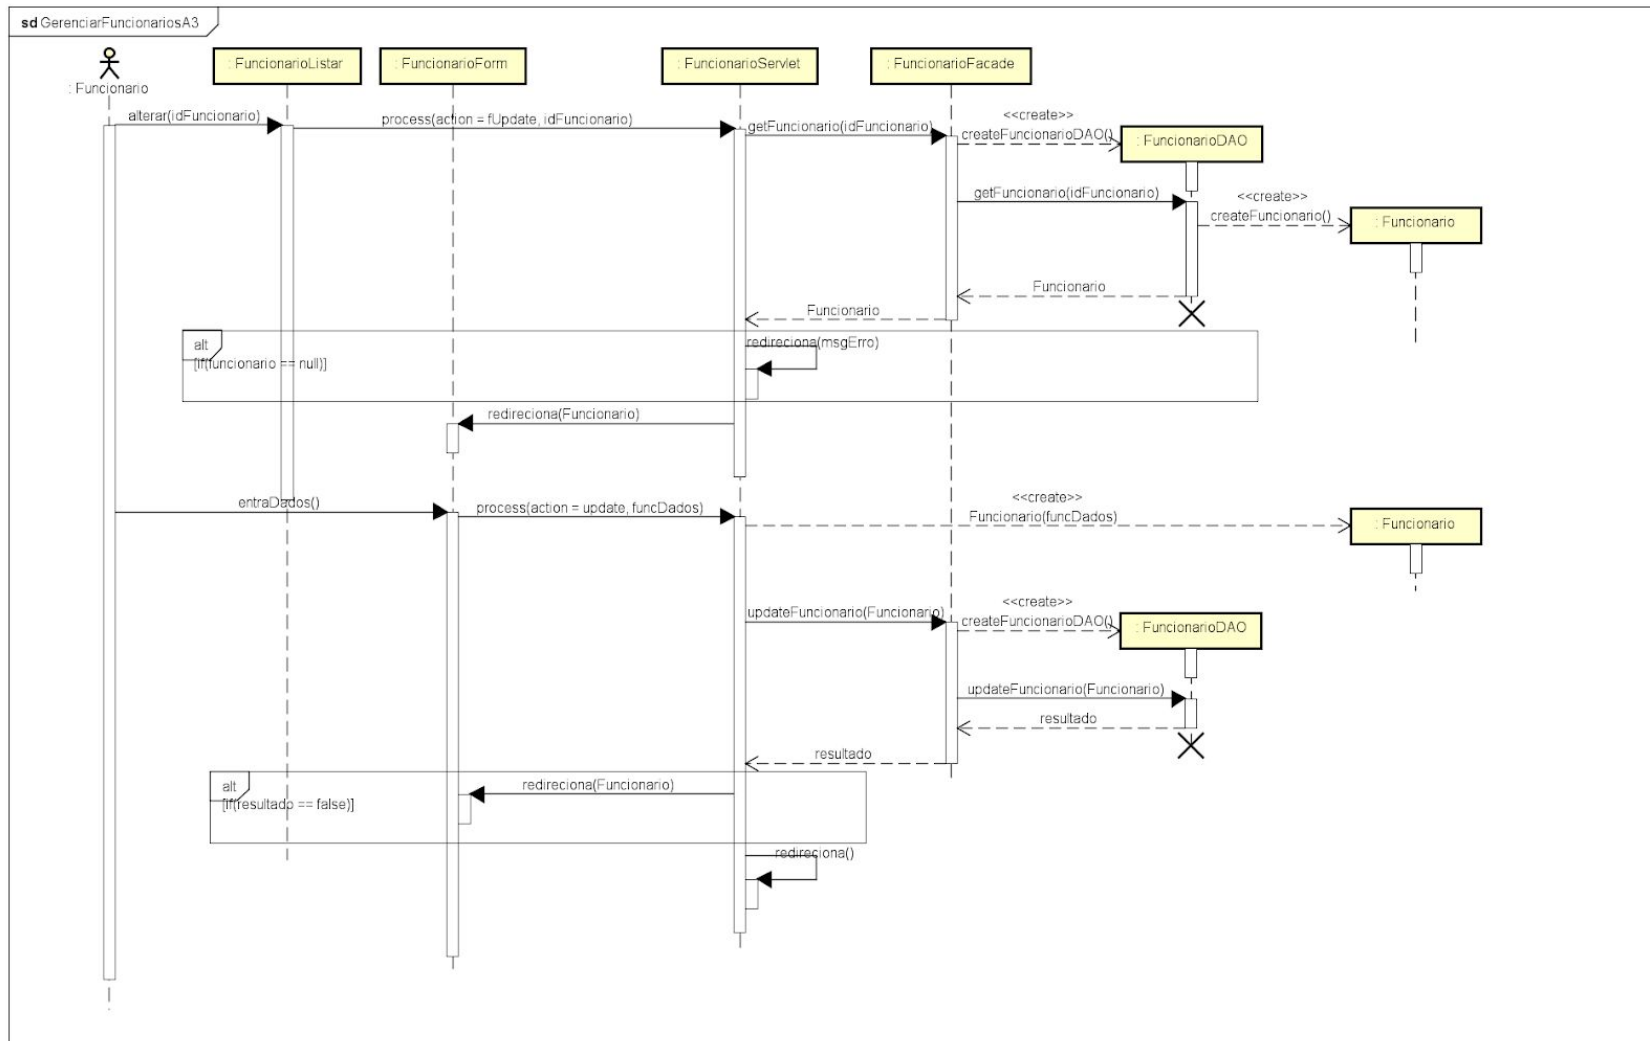 sd GerenciarFuncionariosA3
: Funcionario
: FuncionarioListar
: FuncionarioForm
: FuncionarioServlet
: FuncionarioFacade
alterar(idFuncionario)
process(action = fUpdate, idFuncionario)
getFuncionario(idFuncionario)
<<create>>
createFuncionarioDAO()
: FuncionarioDAO
getFuncionario(idFuncionario)
<<create>>
createFuncionario()
: Funcionario
Funcionario
Funcionario
alt
[if(funcionario == null)]
redireciona(msgErro)
redireciona(Funcionario)
entraDados()
process(action = update, funcDados)
<<create>>
Funcionario(funcDados)
: Funcionario
updateFuncionario(Funcionario)
<<create>>
createFuncionarioDAO()
: FuncionarioDAO
updateFuncionario(Funcionario)
resultado
resultado
alt
[if(resultado == false)]
redireciona(Funcionario)
redireciona()